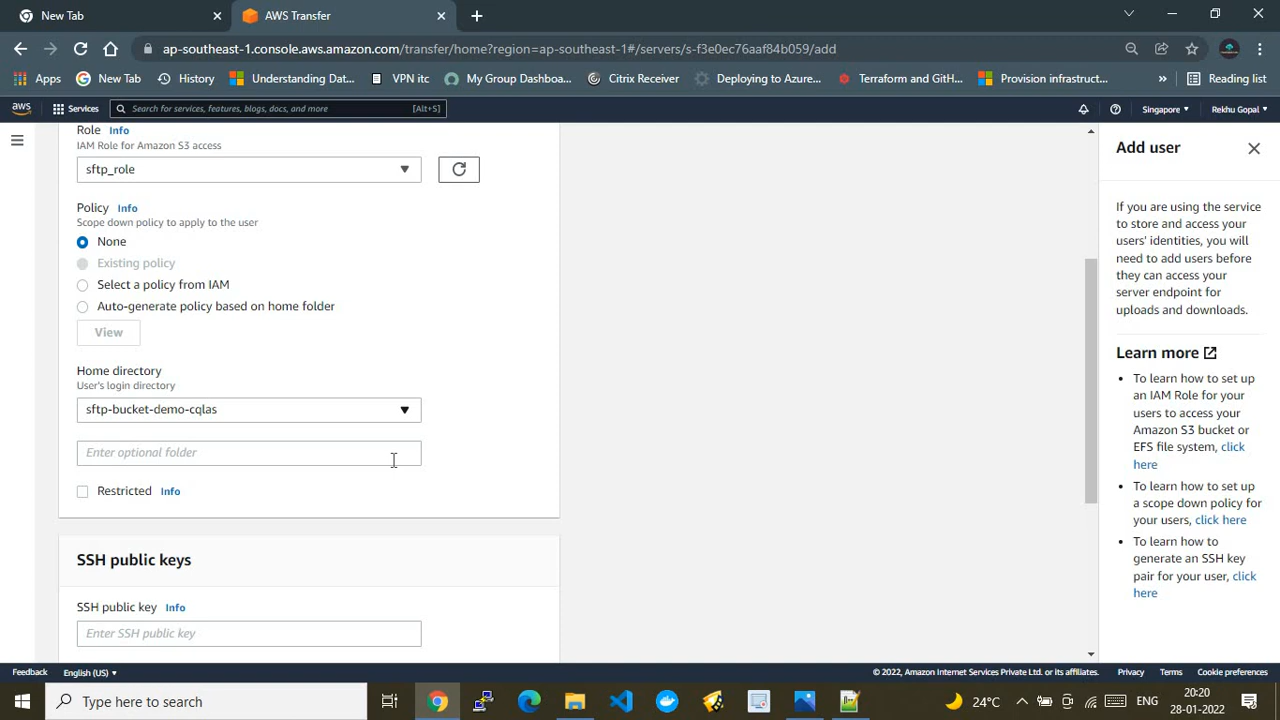 New Tab
AWS Transfer
ap-southeast-1.console.aws.amazon.com/transfer/home?region=ap-southeast-1#/servers/s-f3e0ec76aaf84b059/add
Apps
New Tab
History
Understanding Dat...
VPN itc
My Group Dashboa...
Citrix Receiver
Deploying to Azure...
Terraform and GitH...
Provision infrastruct...
»
Reading list
aws
Services
Search for services, features, blogs, docs, and more
[Alt+S]
Singapore
Rekhu Gopal
Role Info
IAM Role for Amazon S3 access
sftp_role
Policy Info
Scope down policy to apply to the user
None
Existing policy
Select a policy from IAM
Auto-generate policy based on home folder
View
Home directory
User's login directory
sftp-bucket-demo-cqlas
Enter optional folder
Restricted Info
SSH public keys
SSH public key Info
Enter SSH public key
Add user
If you are using the service
to store and access your
users' identities, you will
need to add users before
they can access your
server endpoint for
uploads and downloads.
Learn more
• To learn how to set up
an IAM Role for your
users to access your
Amazon S3 bucket or
EFS file system, click
here
• To learn how to set up
a scope down policy for
your users, click here
• To learn how to
generate an SSH key
pair for your user, click
here
Feedback
English (US)
© 2022, Amazon Internet Services Private Ltd. or its affiliates.
Privacy
Terms
Cookie preferences
Type here to search
24°C
ENG
20:20
28-01-2022